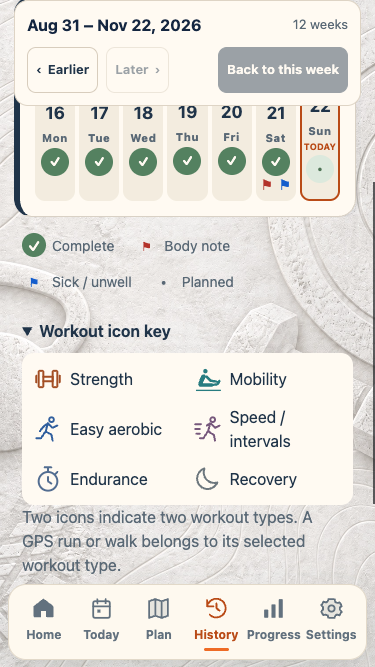 Aug 31 – Nov 22, 2026
12 weeks
‹ Earlier
Later ›
Back to this week
16 17 18 19 20 21 22
Mon Tue Wed Thu Fri Sat Sun
TODAY
Complete
Body note
Sick / unwell
Planned
▼ Workout icon key
Strength
Mobility
Easy aerobic
Speed /
intervals
Endurance
Recovery
Two icons indicate two workout types. A
GPS run or walk belongs to its selected
workout type.
Home Today Plan History Progress Settings